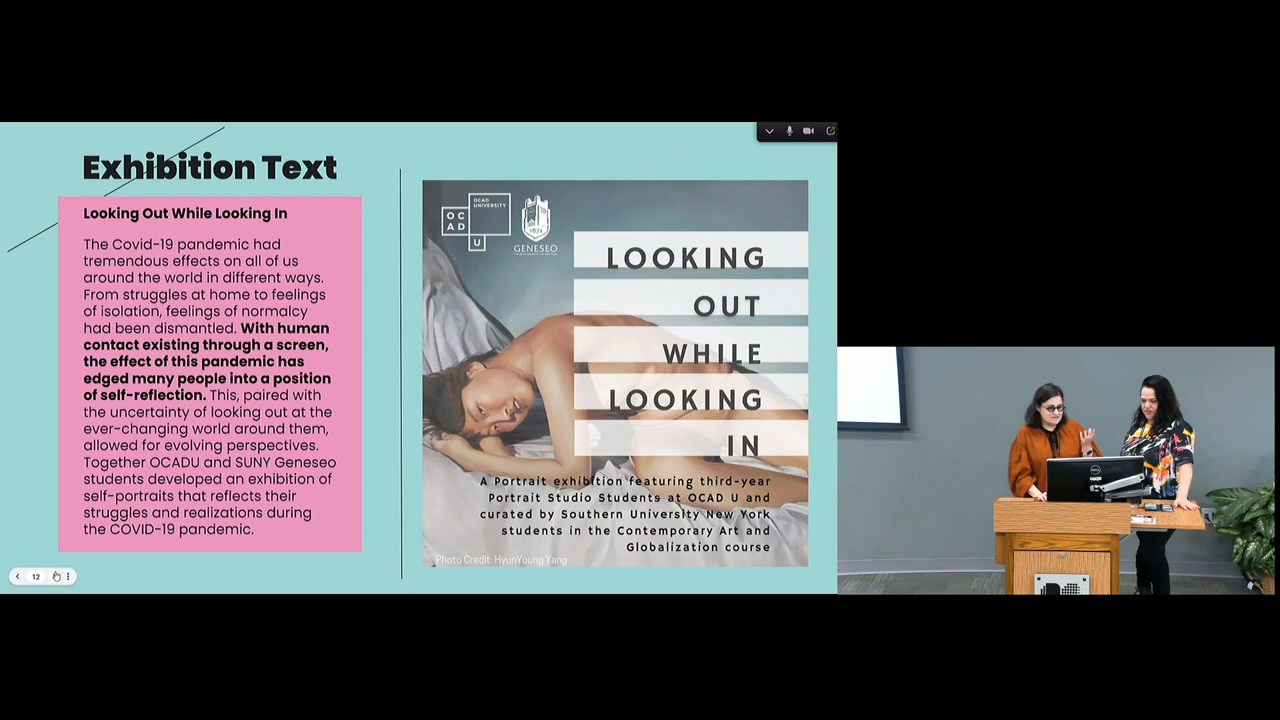 Exhibition Text
Looking Out While Looking In
The Covid-19 pandemic had
tremendous effects on all of us
around the world in different ways.
From struggles at home to feelings
of isolation, feelings of normalcy
had been dismantled. With human
contact existing through a screen,
the effect of this pandemic has
edged many people into a position
of self-reflection. This, paired with
the uncertainty of looking out at the
ever-changing world around them,
allowed for evolving perspectives.
Together OCADU and SUNY Geneseo
students developed an exhibition of
self-portraits that reflects their
struggles and realizations during
the COVID-19 pandemic.
12
OCAD
UNIVERSITY
OC
AD
U
1871
GENESEO
LOOKING
OUT
WHILE
LOOKING
IN
A Portrait exhibition featuring third-year
Portrait Studio Students at OCAD U and
curated by Southern University New York
students in the Contemporary Art and
Globalization course
Photo Credit: HyunYoung Yang
DELL